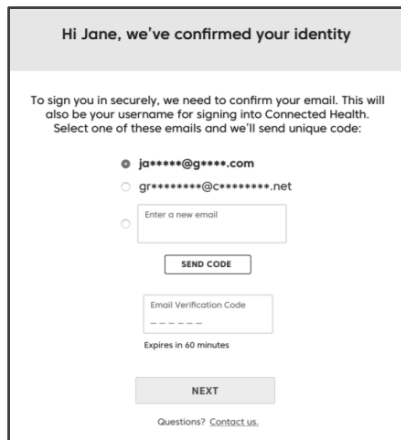 Hi Jane, we've confirmed your identity
To sign you in securely, we need to confirm your email. This will
also be your username for signing into Connected Health.
Select one of these emails and we'll send unique code:
ja*****@g****.com
gr********@c********.net
Enter a new email
SEND CODE
Email Verification Code
_ _ _ _ _ _
Expires in 60 minutes
NEXT
Questions? Contact us.